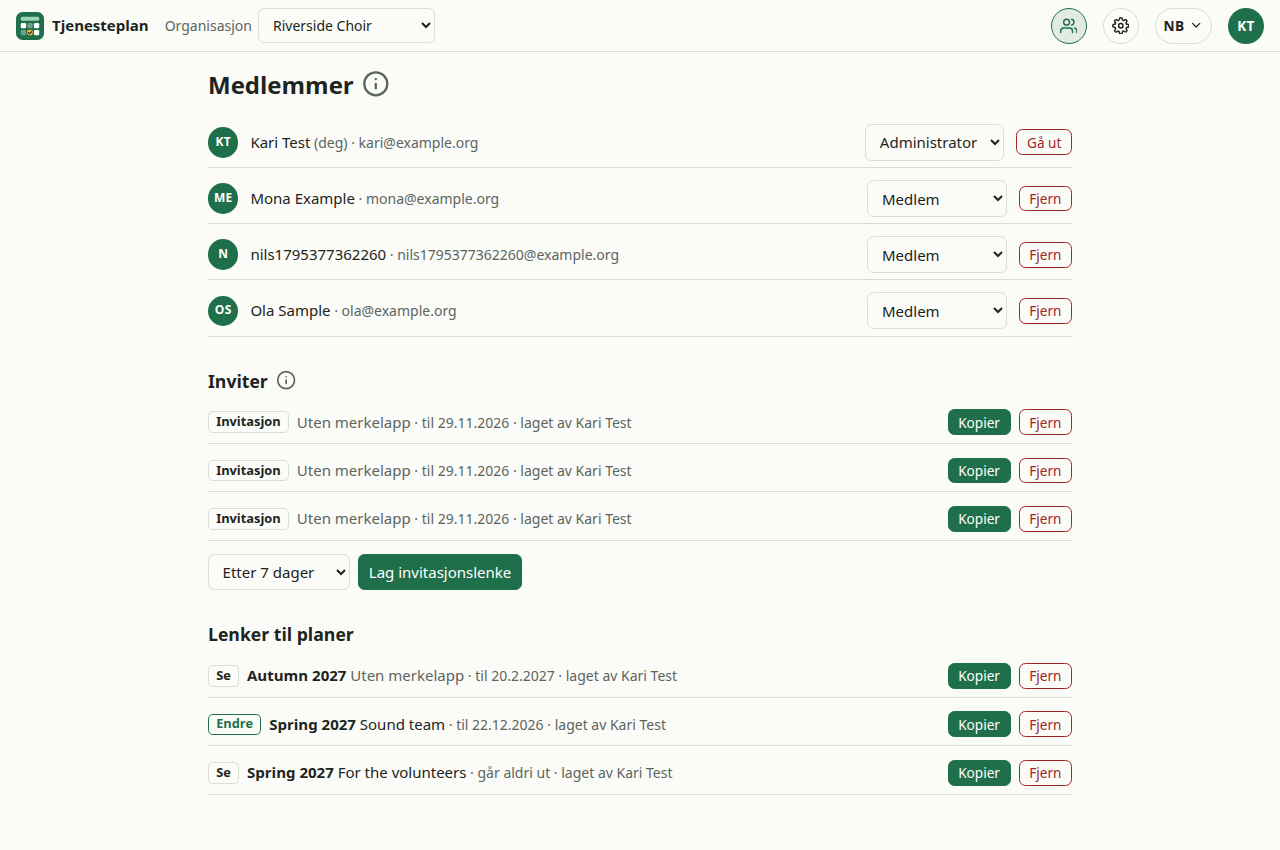 Tjenesteplan Organisasjon Riverside Choir NB KT
Medlemmer
KT Kari Test (deg) · kari@example.org Administrator Gå ut
ME Mona Example · mona@example.org Medlem Fjern
N nils1795377362260 · nils1795377362260@example.org Medlem Fjern
OS Ola Sample · ola@example.org Medlem Fjern
Inviter
Invitasjon Uten merkelapp · til 29.11.2026 · laget av Kari Test Kopier Fjern
Invitasjon Uten merkelapp · til 29.11.2026 · laget av Kari Test Kopier Fjern
Invitasjon Uten merkelapp · til 29.11.2026 · laget av Kari Test Kopier Fjern
Etter 7 dager Lag invitasjonslenke
Lenker til planer
Se Autumn 2027 Uten merkelapp · til 20.2.2027 · laget av Kari Test Kopier Fjern
Endre Spring 2027 Sound team · til 22.12.2026 · laget av Kari Test Kopier Fjern
Se Spring 2027 For the volunteers · går aldri ut · laget av Kari Test Kopier Fjern